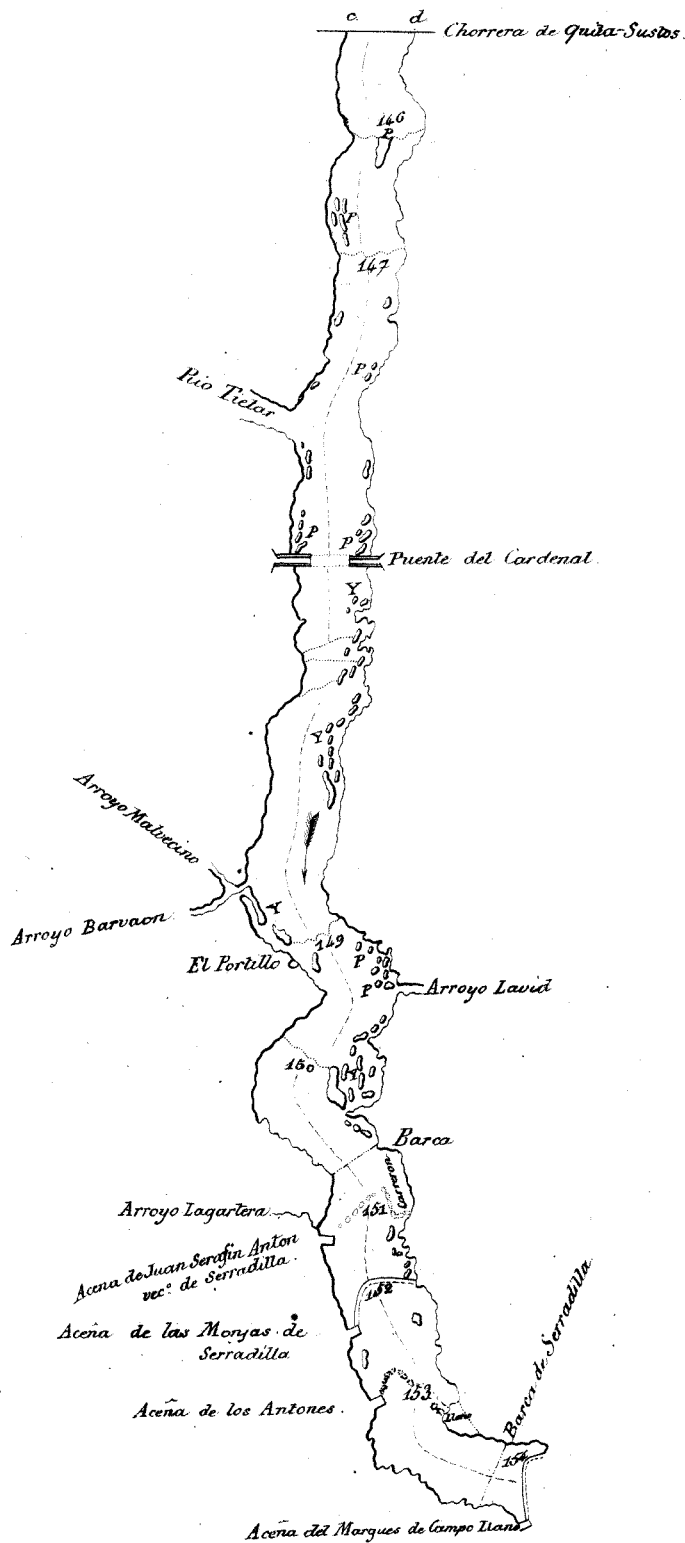 c. d
Chorrera de Quita-Sustos.
146
P
P
147
P
Rio Tietar
P
P
Puente del Cardenal.
Y
Y
Arroyo Malvecino
Arroyo Barvaon.
Y
149
P
El Portillo
P
Arroyo Lavid
150
Y
Barca
151
Arroyo Lagartera
Acena de Juan Serafin Anton
vecº. de Serradilla.
152
Aceña de las Monjas de
Serradilla
Barca de Serradilla
153
Aceña de los Antones.
154
Aceña del Marques de Campo Llano